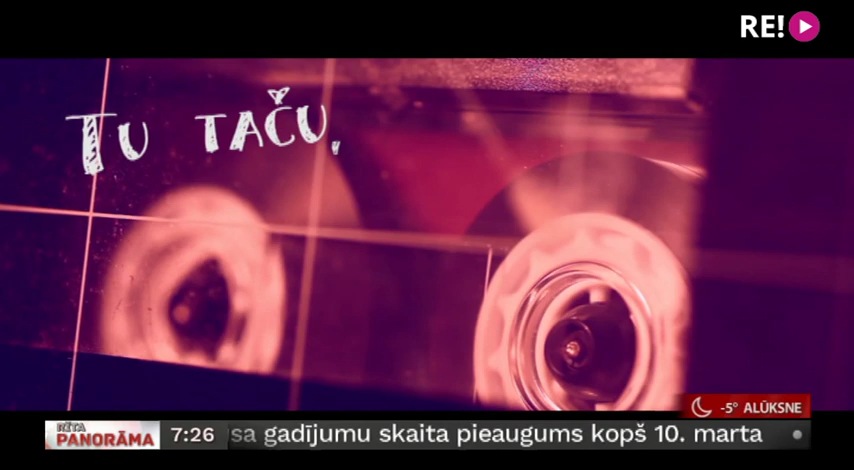 RE!
TU TAČU,
-5° ALŪKSNE
RĪTA
PANORĀMA
7:26 sa gadījumu skaita pieaugums kopš 10. marta